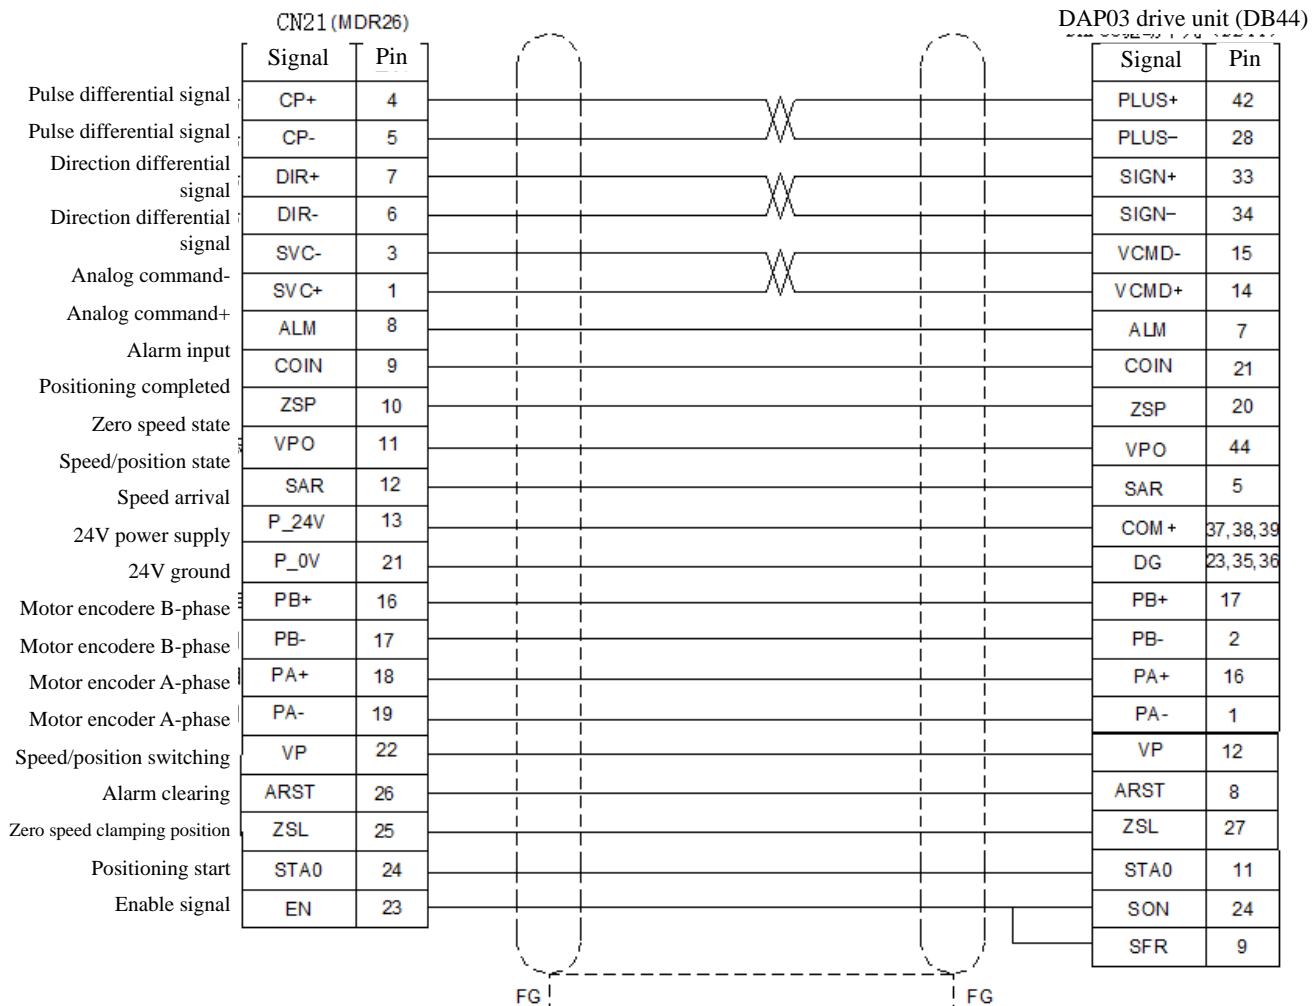 CN21 (MDR26)
DAP03 drive unit (DB44)
Signal Pin
Signal Pin
Pulse differential signal CP+ 4 PLUS+ 42
Pulse differential signal CP- 5 PLUS- 28
Direction differential
signal
DIR+ 7 SIGN+ 33
Direction differential
signal
DIR- 6 SIGN- 34
SVC- 3 VCMD- 15
Analog command-
SVC+ 1 VCMD+ 14
Analog command+
ALM 8 ALM 7
Alarm input
COIN 9 COIN 21
Positioning completed
ZSP 10 ZSP 20
Zero speed state
VPO 11 VPO 44
Speed/position state
SAR 12 SAR 5
Speed arrival
P_24V 13 COM+ 37,38,39
24V power supply
P_0V 21 DG 23,35,36
24V ground
PB+ 16 PB+ 17
Motor encodere B-phase
PB- 17 PB- 2
Motor encodere B-phase
PA+ 18 PA+ 16
Motor encoder A-phase
PA- 19 PA- 1
Motor encoder A-phase
Speed/position switching VP 22 VP 12
Alarm clearing ARST 26 ARST 8
Zero speed clamping position ZSL 25 ZSL 27
Positioning start STA0 24 STA0 11
Enable signal EN 23 SON 24
SFR 9
FG FG